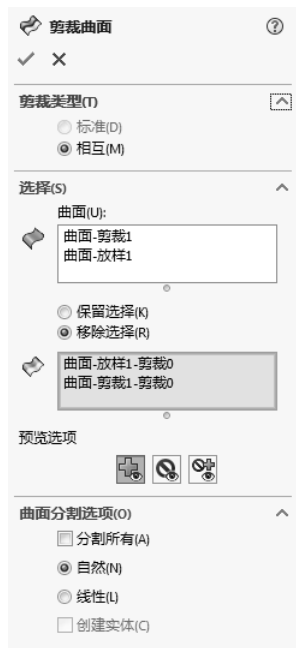 剪裁曲面
剪裁类型(T)
标准(D)
相互(M)
选择(S)
曲面(U):
曲面-剪裁1
曲面-放样1
保留选择(K)
移除选择(R)
曲面-放样1-剪裁0
曲面-剪裁1-剪裁0
预览选项
曲面分割选项(O)
分割所有(A)
自然(N)
线性(L)
创建实体(C)